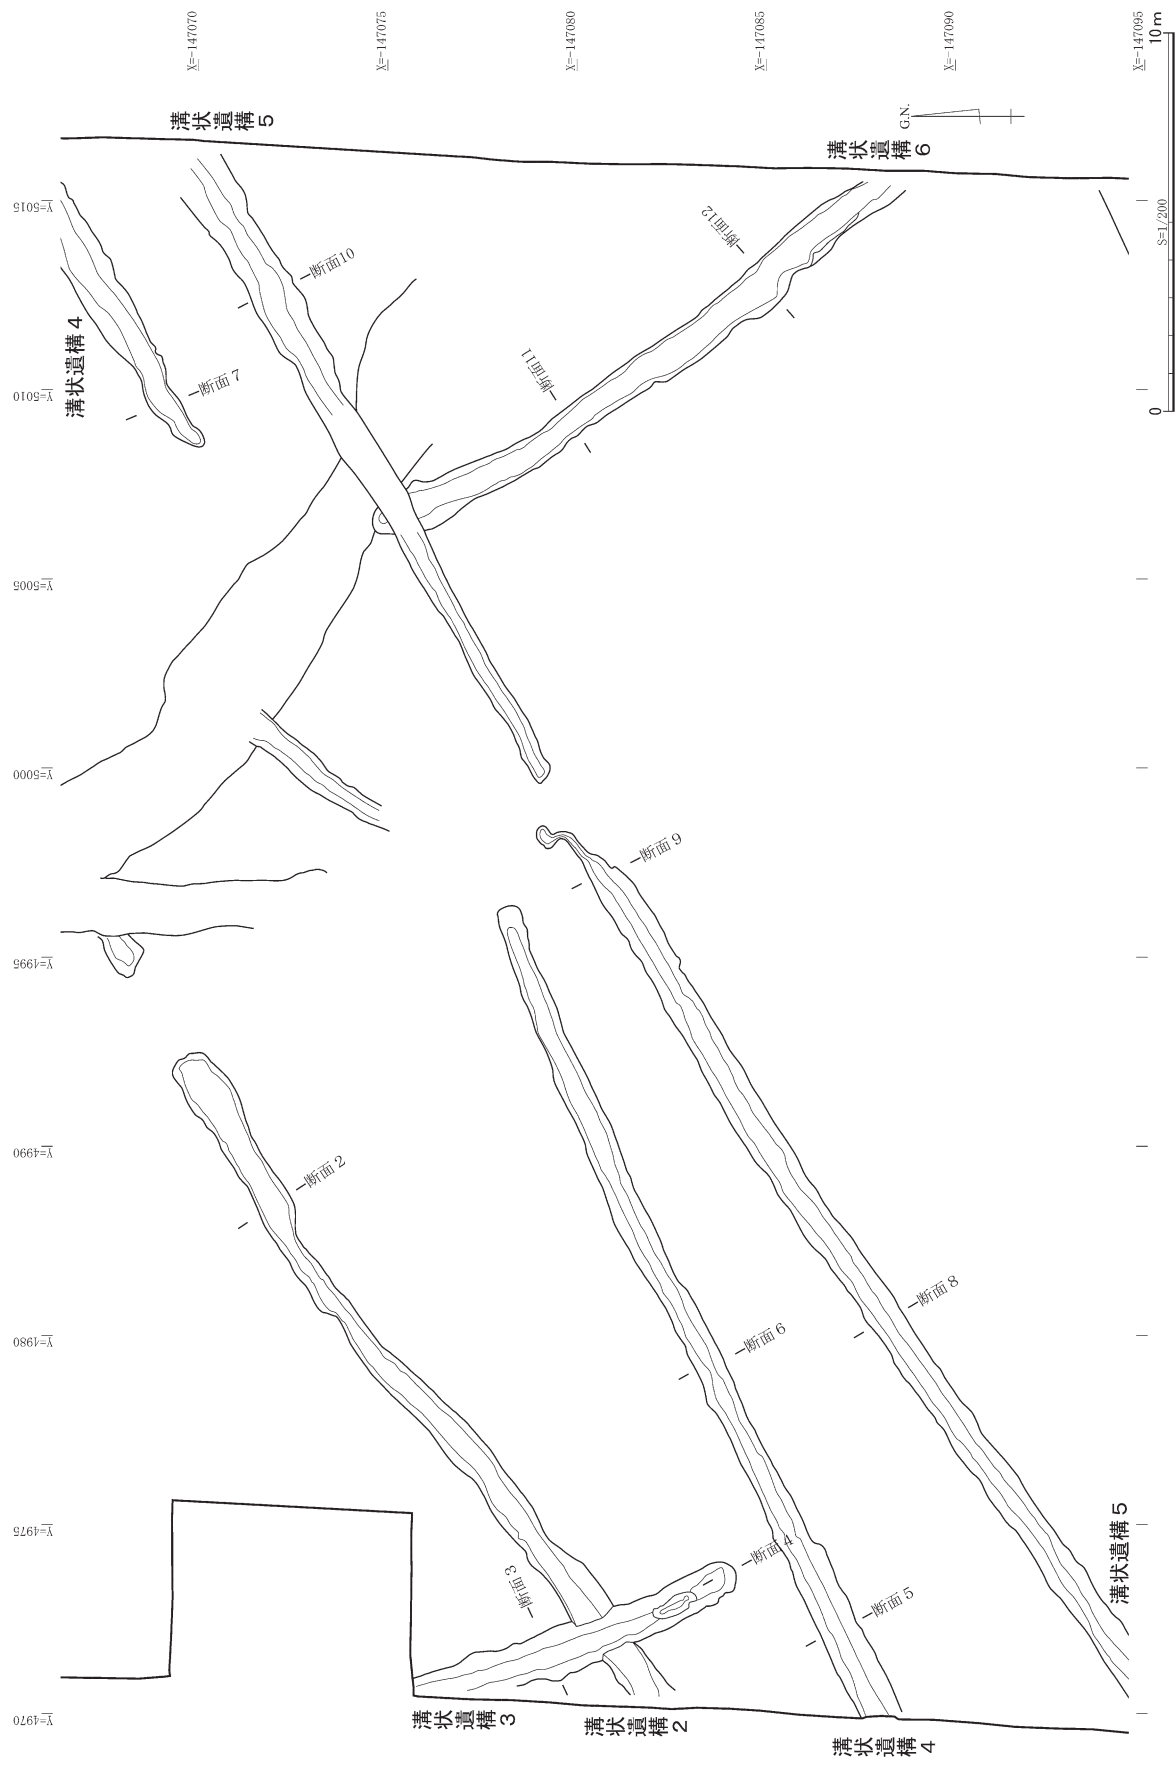 X=-147070
X=-147075
X=-147080
X=-147085
X=-147090
X=-147095
10m
S=1/200
0
G.N.
Y=5015
Y=5010
Y=5005
Y=5000
Y=4995
Y=4990
Y=4980
Y=4975
Y=4970
溝状遺構5
溝状遺構6
溝状遺構4
断面10
断面12
断面7
断面11
断面9
断面2
断面8
断面6
断面3
断面4
断面5
溝状遺構5
溝状遺構3
溝状遺構2
溝状遺構4